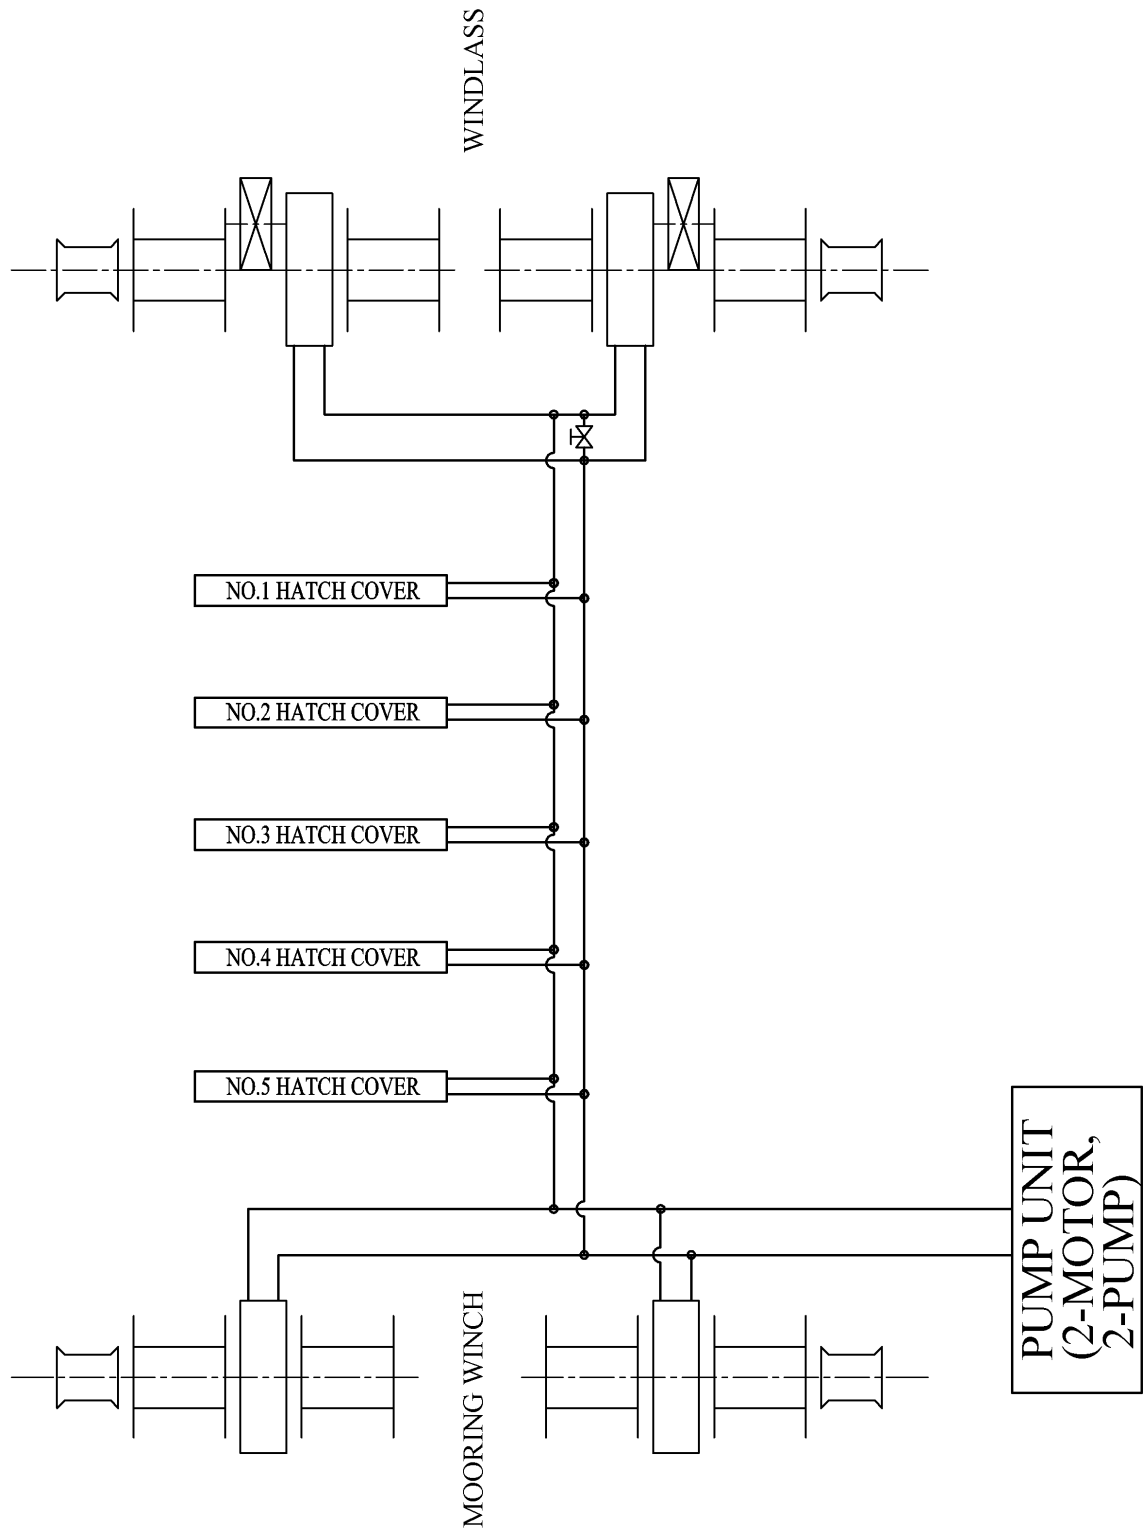 WINDLASS
NO.1 HATCH COVER
NO.2 HATCH COVER
NO.3 HATCH COVER
NO.4 HATCH COVER
NO.5 HATCH COVER
PUMP UNIT
(2-MOTOR,
2-PUMP)
MOORING WINCH